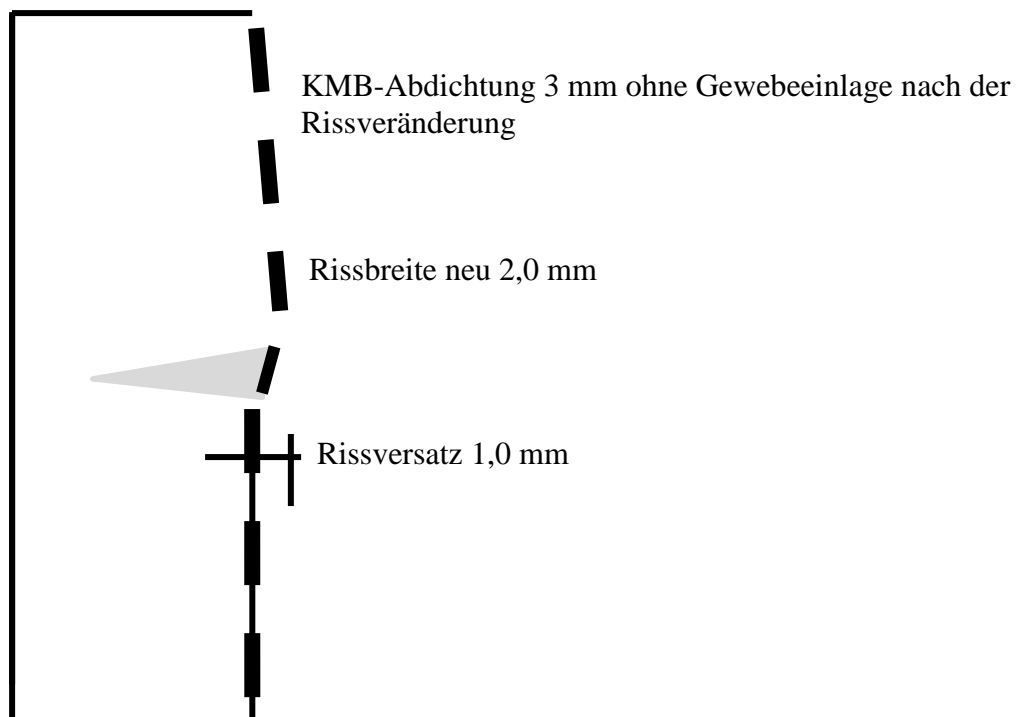 KMB-Abdichtung 3 mm ohne Gewebeeinlage nach der
Rissveränderung
Rissbreite neu 2,0 mm
Rissversatz 1,0 mm